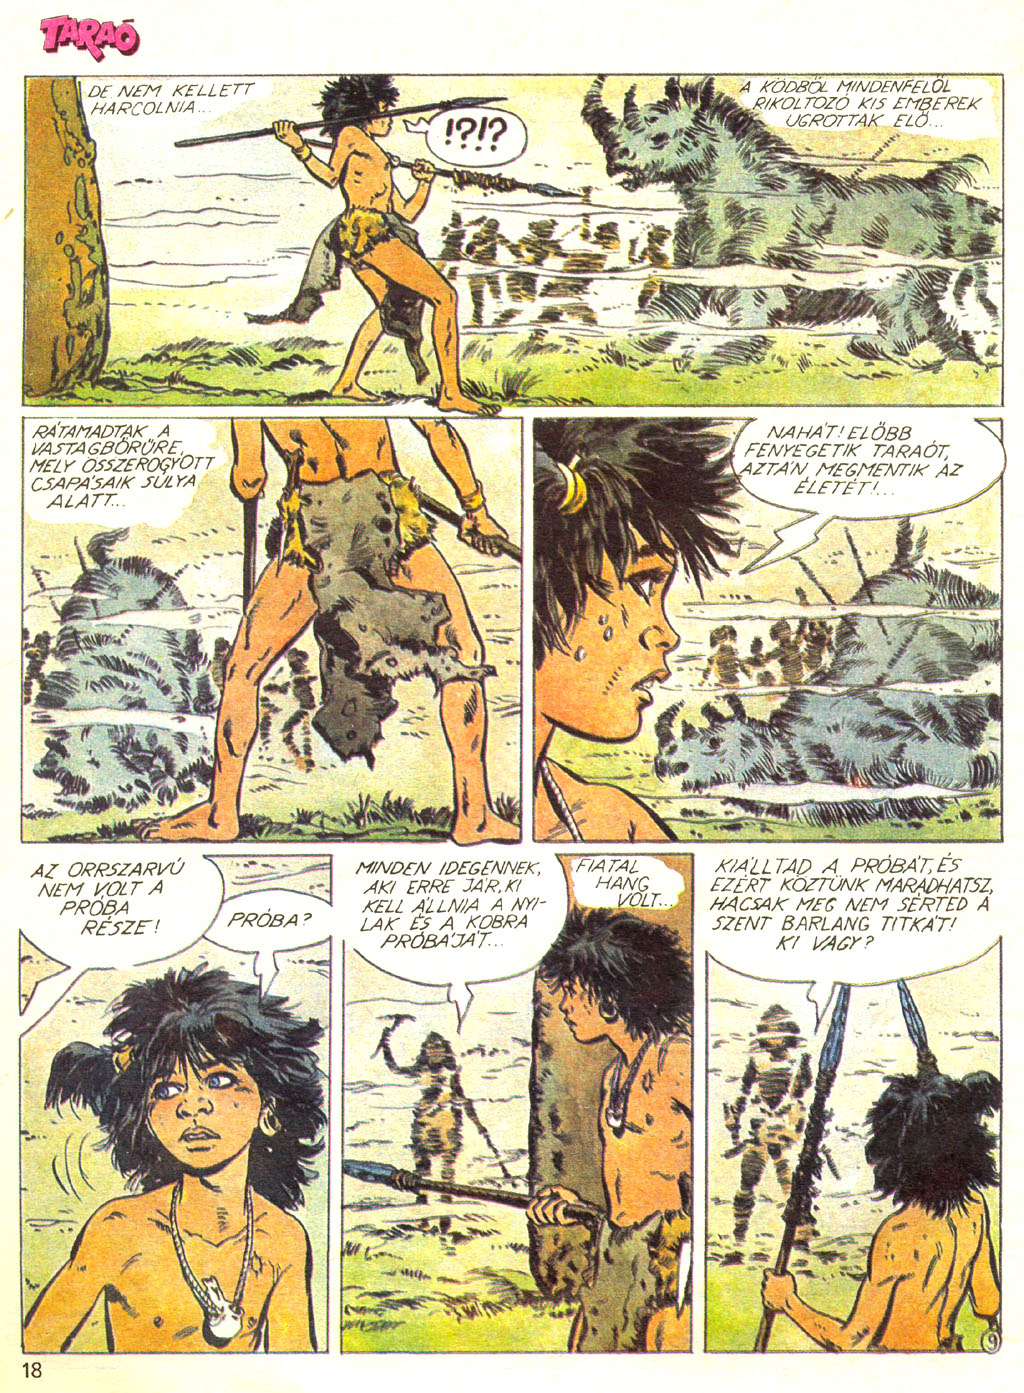 TARAÓ
DE NEM KELLETT
HARCOLNIA...
!?!?
A KÖDBŐL MINDENFELŐL
RIKOLTOZÓ KIS EMBEREK
UGROTTAK ELŐ...
RÁTÁMADTAK A
VASTAGBŐRŰRE,
MELY ÖSSZEROGYOTT
CSAPÁSAIK SÚLYA
ALATT...
NAHÁT! ELŐBB
FENYEGETIK TARAÓT,
AZTÁN MEGMENTIK AZ
ÉLETÉT!...
AZ ORRSZARVÚ
NEM VOLT A
PRÓBA
RÉSZE!
PRÓBA?
MINDEN IDEGENNEK,
AKI ERRE JÁR, KI
KELL ÁLLNIA A NYI-
LAK ÉS A KOBRA
PRÓBÁJÁT...
FIATAL
HANG
VOLT...
KIÁLLTAD A PRÓBÁT, ÉS
EZÉRT KÖZTÜNK MARADHATSZ,
HACSAK MEG NEM SÉRTED A
SZENT BARLANG TITKÁT!
KI VAGY?
9
18